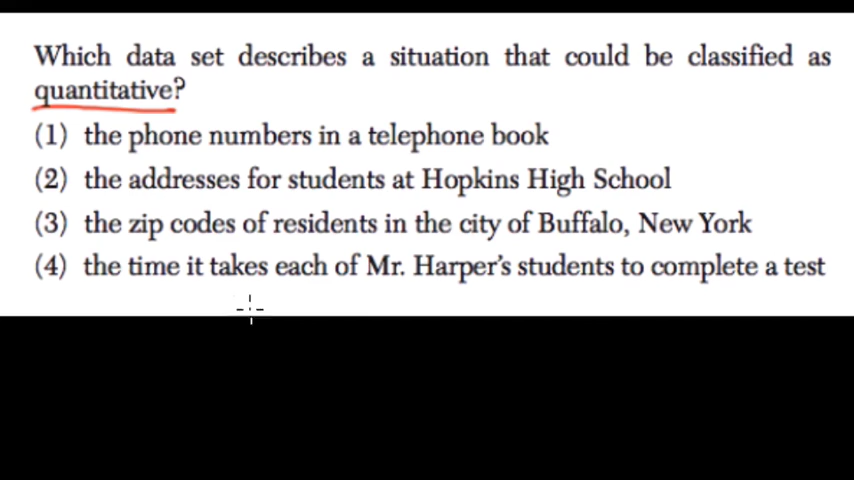 Which data set describes a situation that could be classified as
quantitative?
(1) the phone numbers in a telephone book
(2) the addresses for students at Hopkins High School
(3) the zip codes of residents in the city of Buffalo, New York
(4) the time it takes each of Mr. Harper's students to complete a test